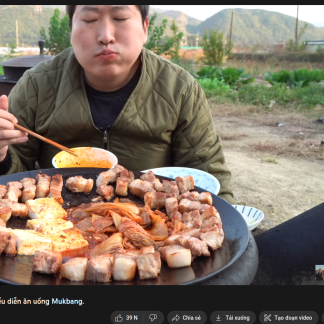 ểu diễn ăn uống Mukbang.
39 N
Chia sẻ
Tải xuống
Tạo đoạn video